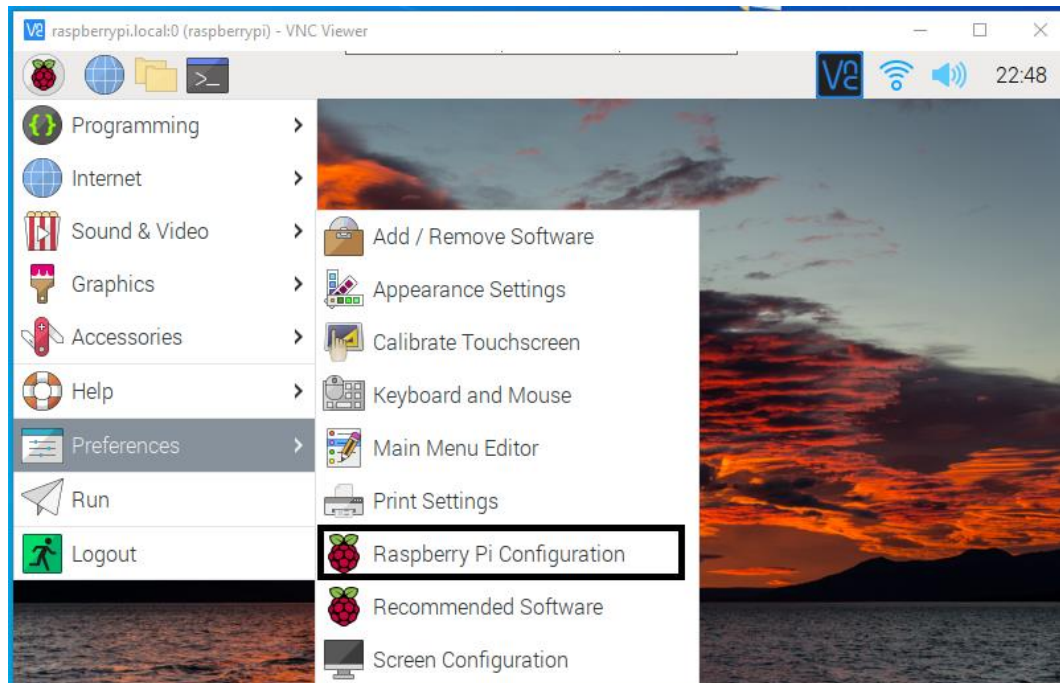 raspberrypi.local:0 (raspberrypi) - VNC Viewer
22:48
Programming
Internet
Sound & Video
Graphics
Accessories
Help
Preferences
Run
Logout
Add / Remove Software
Appearance Settings
Calibrate Touchscreen
Keyboard and Mouse
Main Menu Editor
Print Settings
Raspberry Pi Configuration
Recommended Software
Screen Configuration